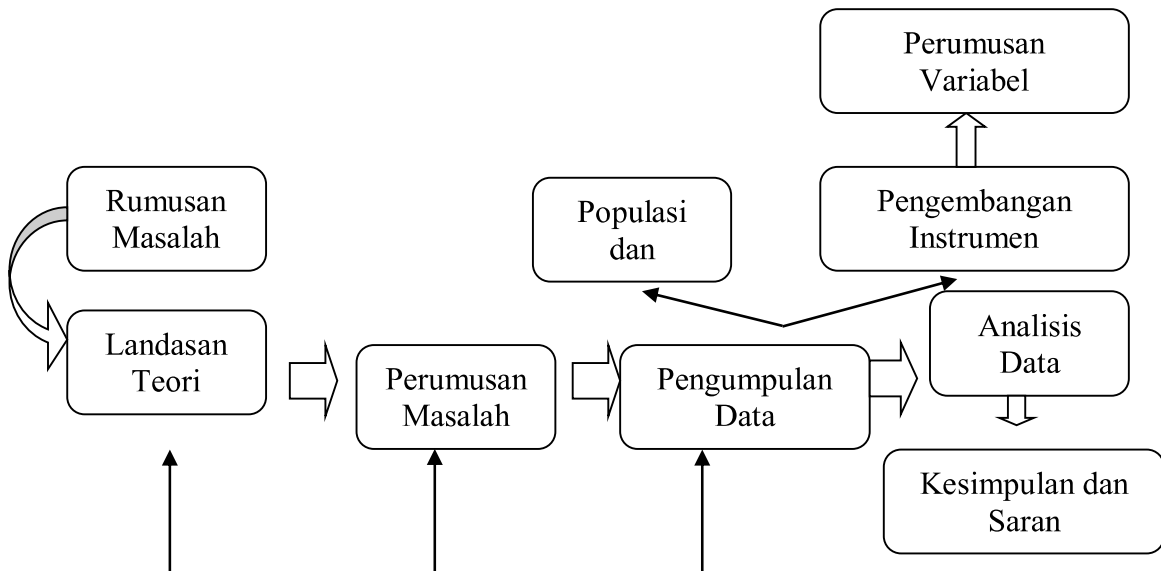 Perumusan
Variabel
Rumusan
Masalah
Populasi
dan
Pengembangan
Instrumen
Landasan
Teori
Perumusan
Masalah
Pengumpulan
Data
Analisis
Data
Kesimpulan dan
Saran